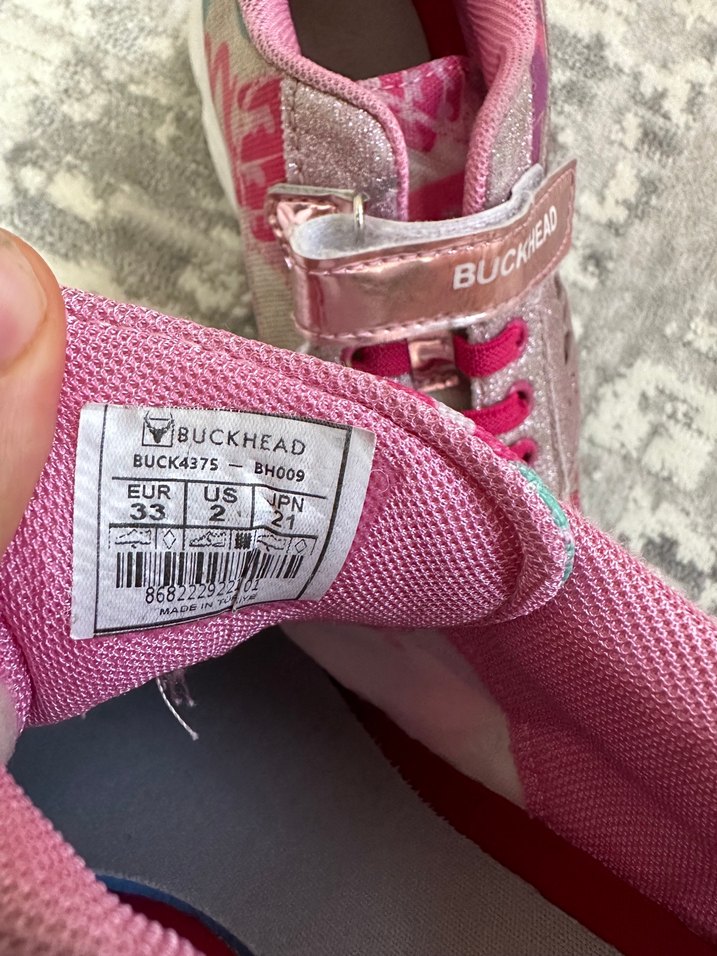 BUCKHEAD
BUCKHEAD
BUCK4375 — BH009
EUR US JPN
33 2 21
MADE IN TÜRKİYE